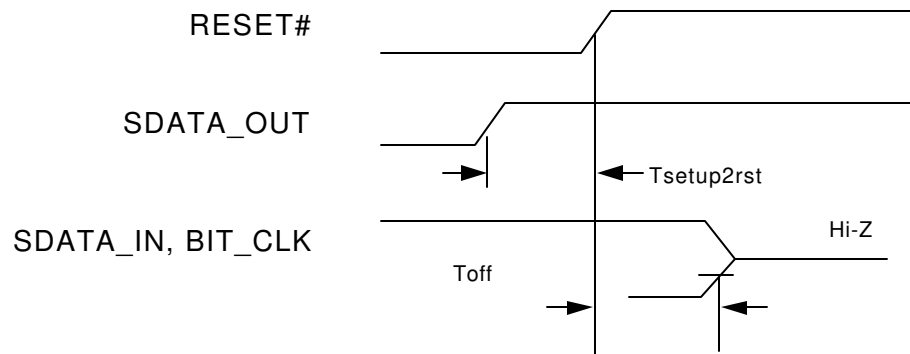 RESET#
SDATA_OUT
Tsetup2rst
SDATA_IN, BIT_CLK
Hi-Z
Toff